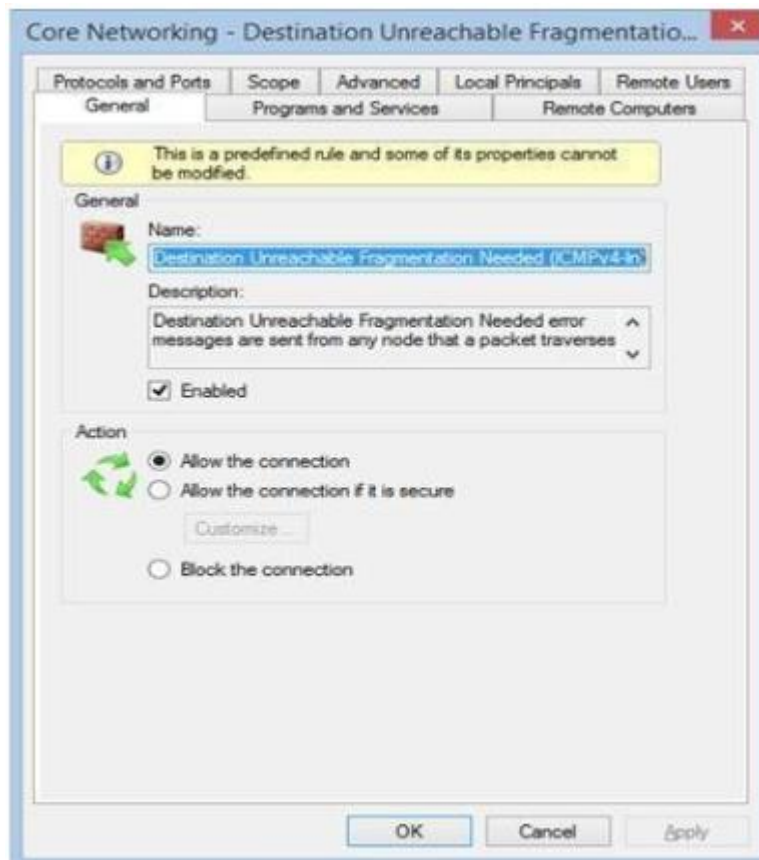 Core Networking - Destination Unreachable Fragmentatio...
Protocols and Ports Scope Advanced Local Principals Remote Users
General Programs and Services Remote Computers
This is a predefined rule and some of its properties cannot
be modified.
General
Name:
Destination Unreachable Fragmentation Needed (ICMPv4-In)
Description:
Destination Unreachable Fragmentation Needed error
messages are sent from any node that a packet traverses
Enabled
Action
Allow the connection
Allow the connection if it is secure
Customize...
Block the connection
OK Cancel Apply